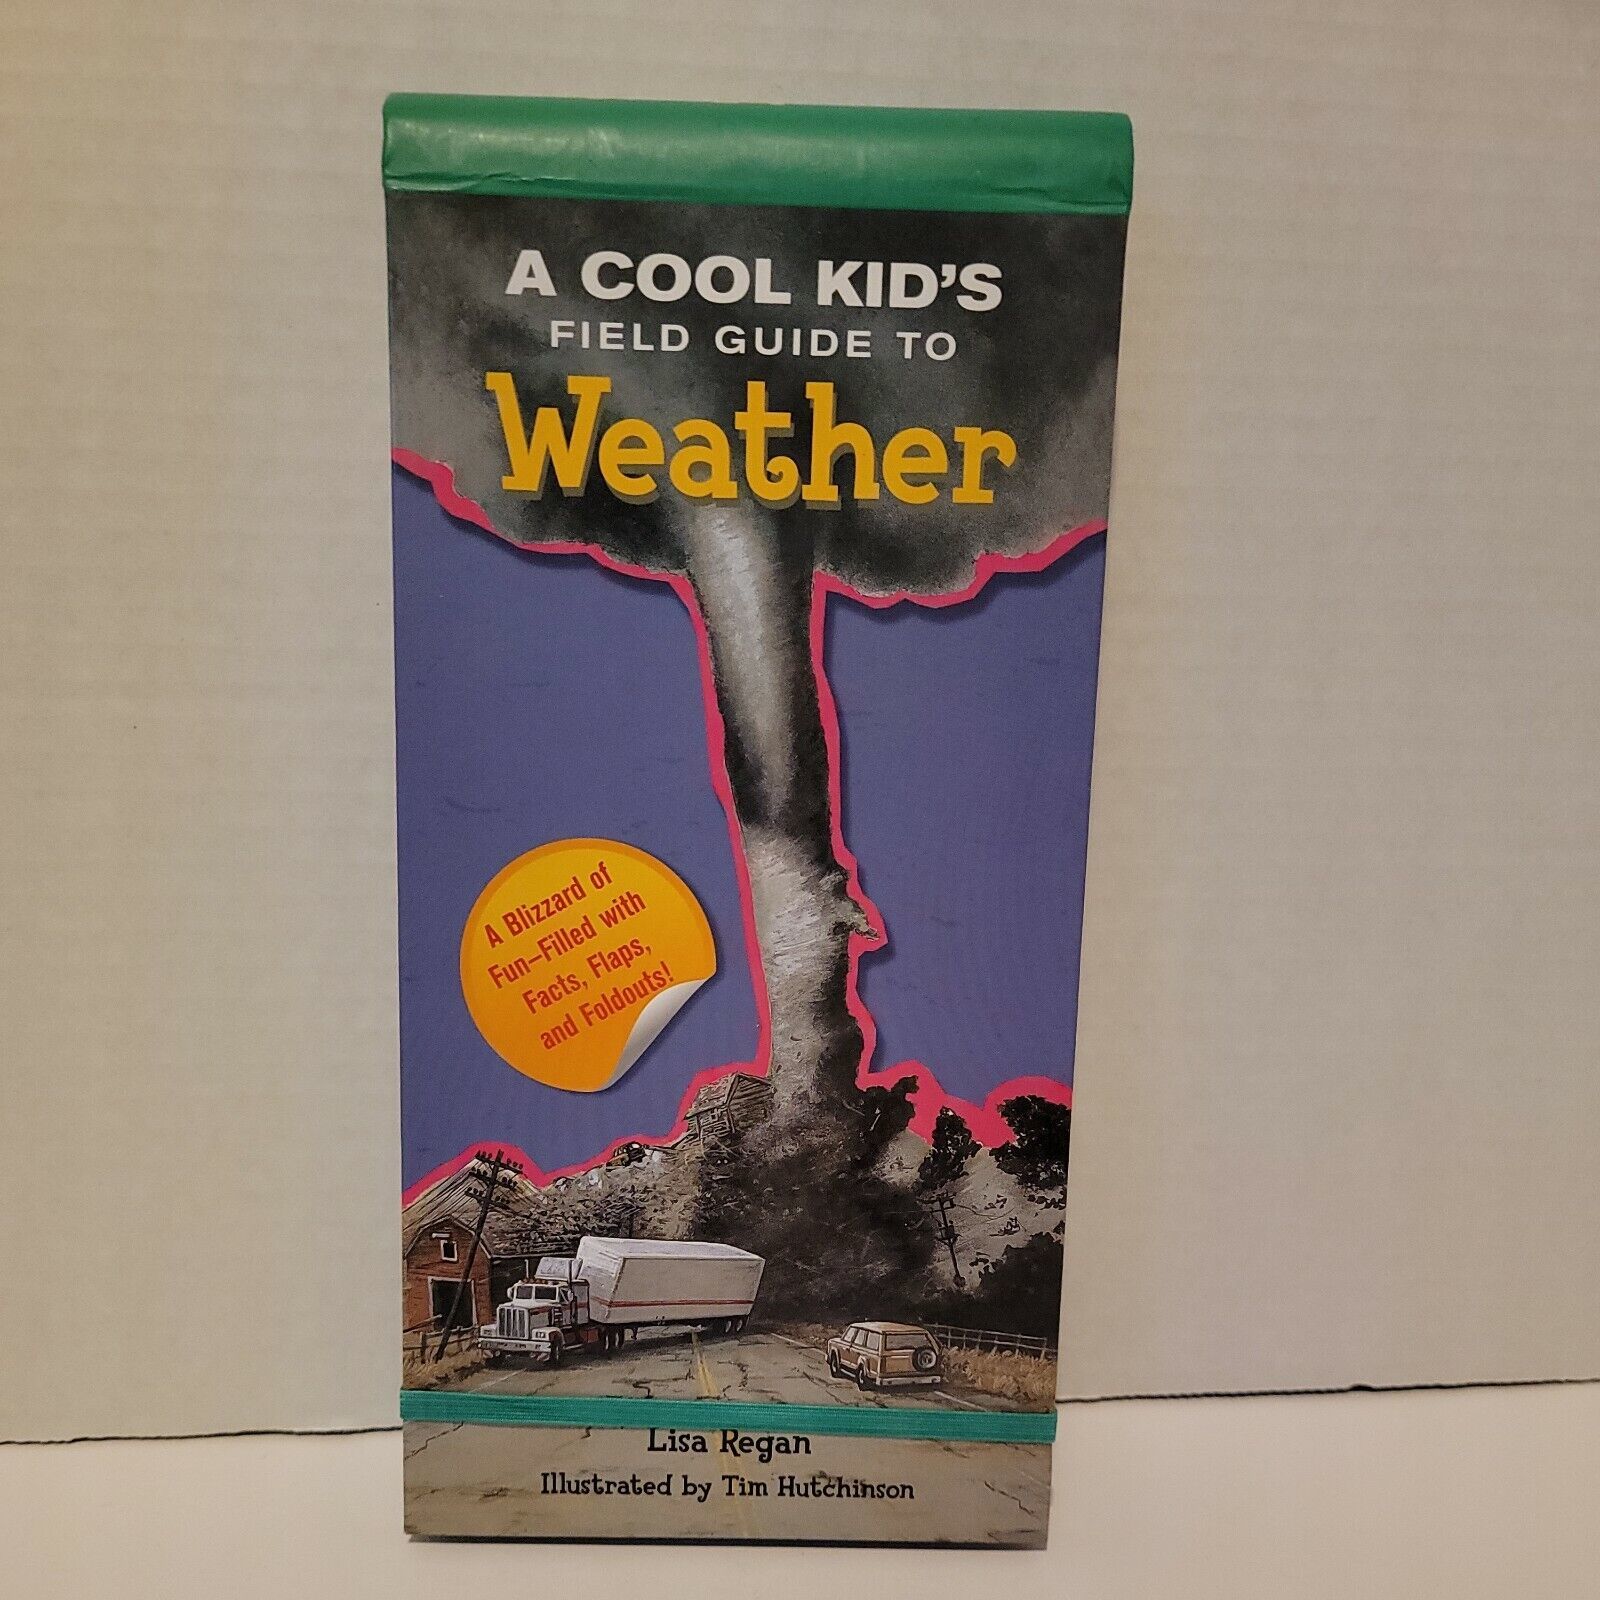 A COOL KID'S
FIELD GUIDE TO
Weather
A Blizzard of
Fun-Filled with
Facts, Flaps,
and Foldouts!
Lisa Regan
Illustrated by Tim Hutchinson